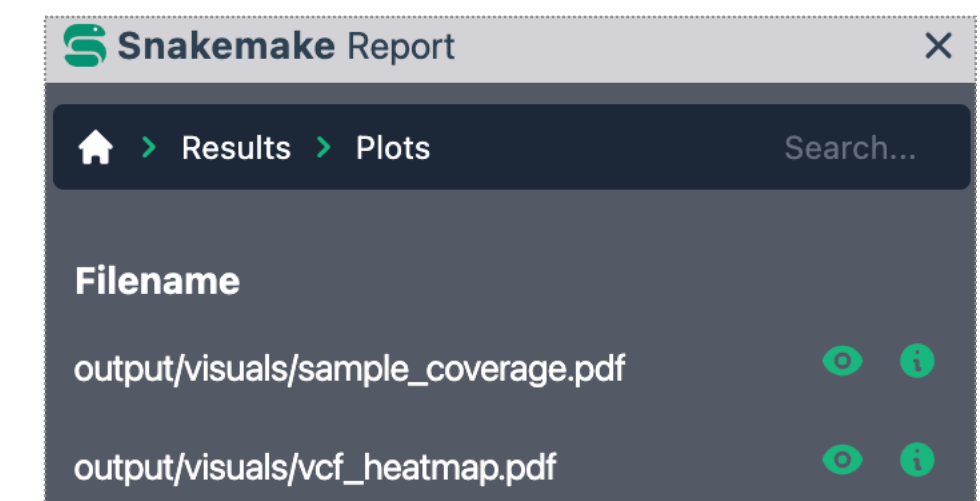 Snakemake Report
Results > Plots Search...
Filename
output/visuals/sample_coverage.pdf
output/visuals/vcf_heatmap.pdf